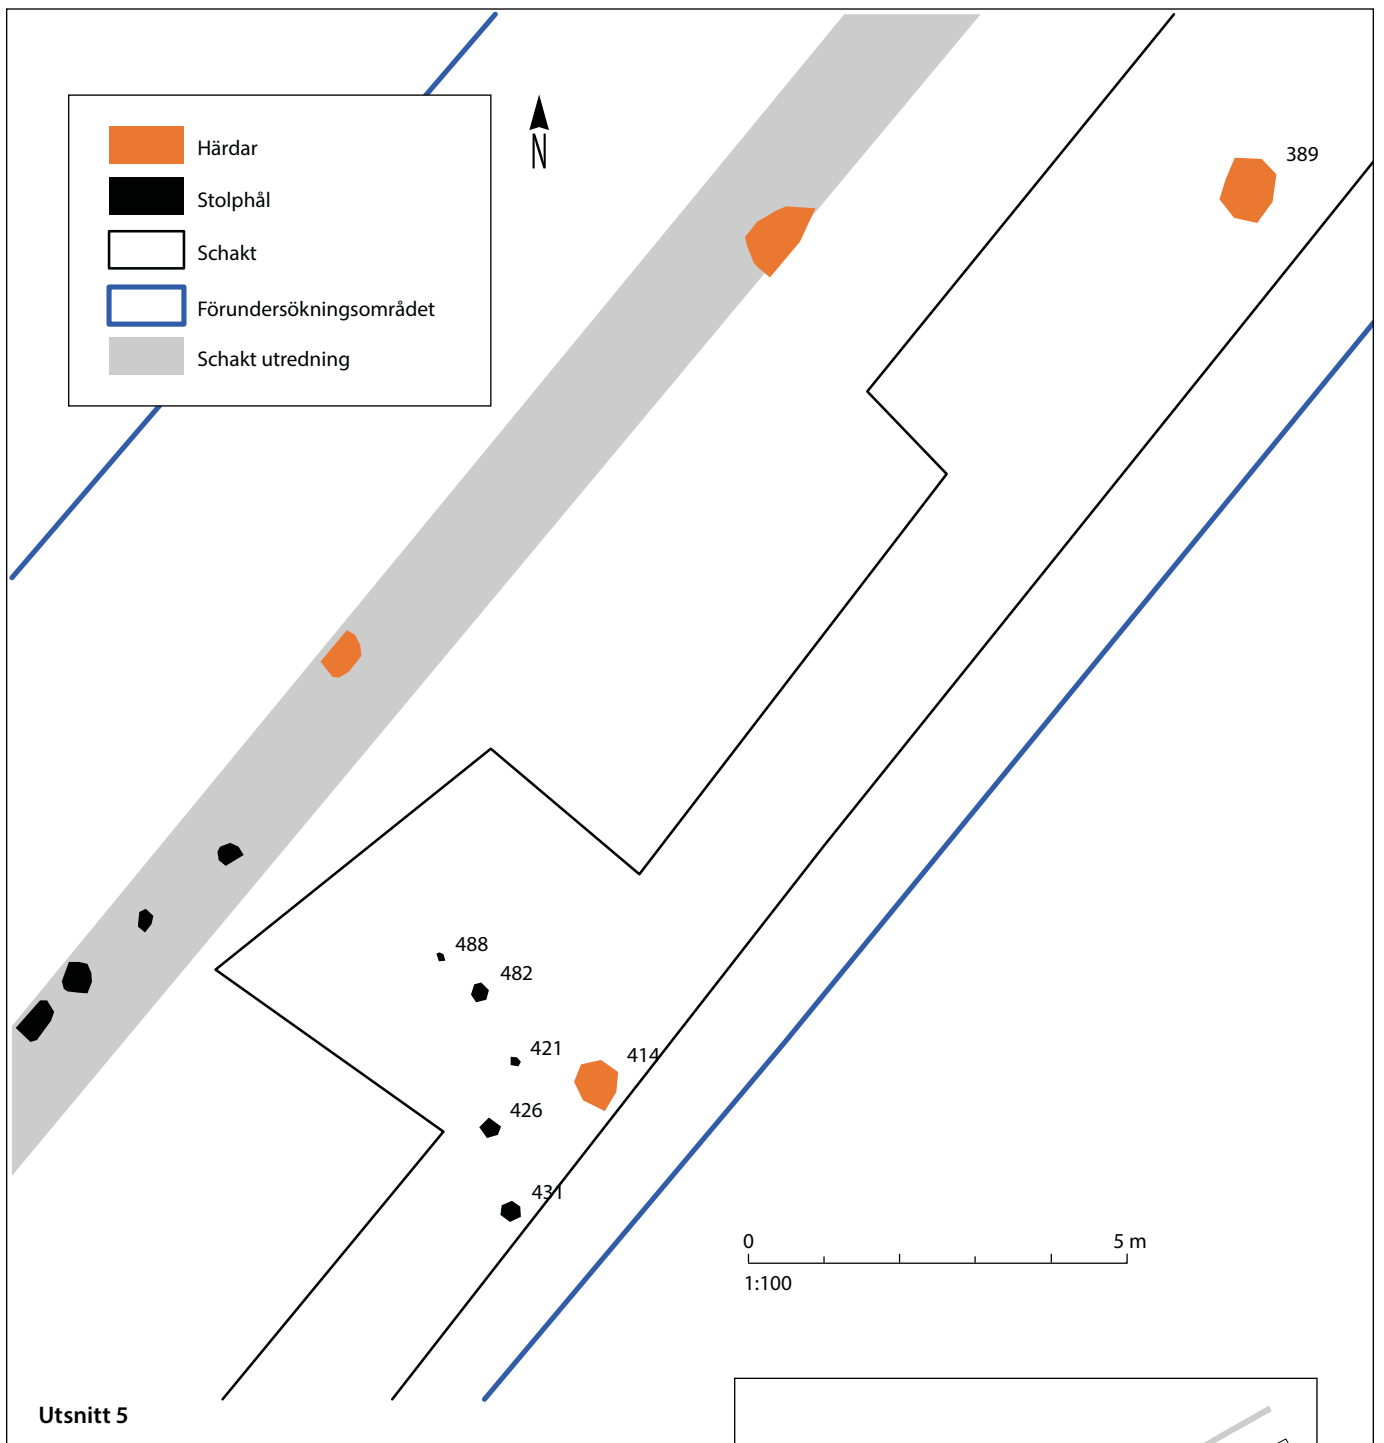 Härdar
Stolphål
Schakt
Förundersökningsområdet
Schakt utredning
N
389
488
482
421
414
426
431
0 5 m
1:100
Utsnitt 5